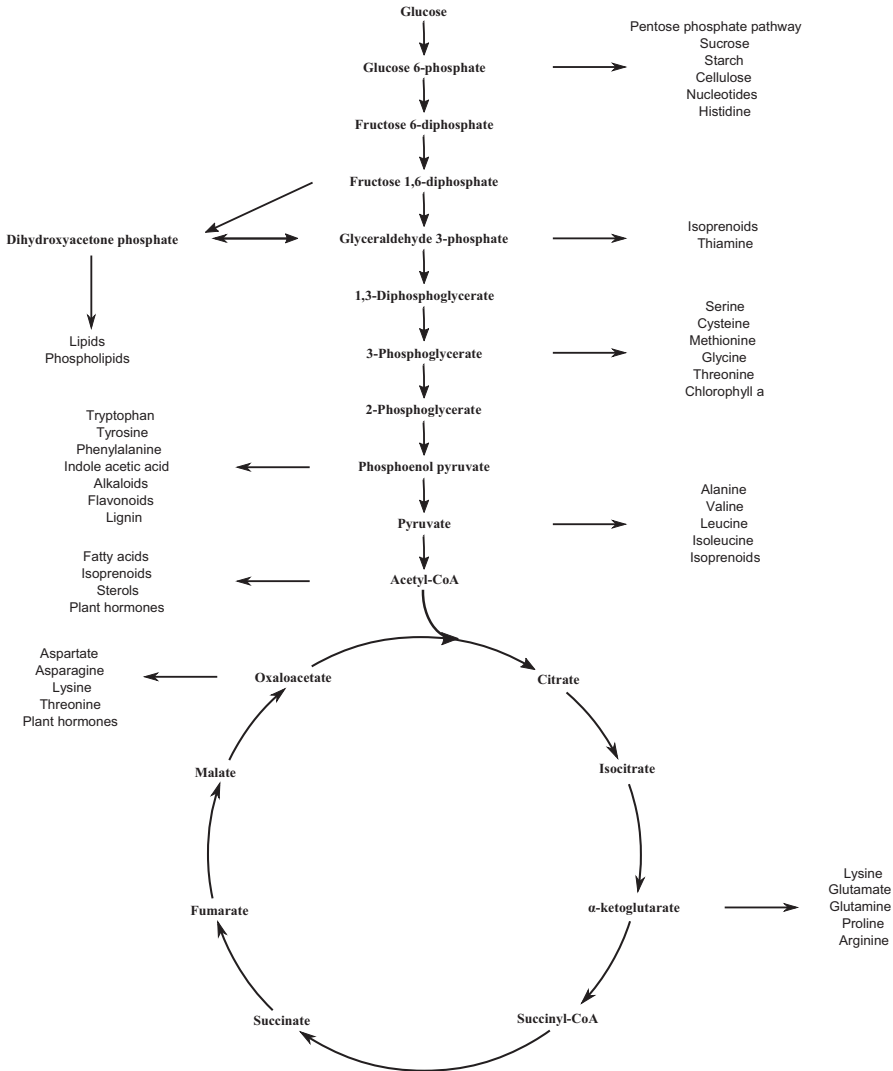 Glucose
Pentose phosphate pathway
Sucrose
Starch
Cellulose
Nucleotides
Histidine
Glucose 6-phosphate
Fructose 6-diphosphate
Fructose 1,6-diphosphate
Dihydroxyacetone phosphate
Glyceraldehyde 3-phosphate
Isoprenoids
Thiamine
1,3-Diphosphoglycerate
Lipids
Phospholipids
3-Phosphoglycerate
Serine
Cysteine
Methionine
Glycine
Threonine
Chlorophyll a
2-Phosphoglycerate
Tryptophan
Tyrosine
Phenylalanine
Indole acetic acid
Alkaloids
Flavonoids
Lignin
Phosphoenol pyruvate
Pyruvate
Alanine
Valine
Leucine
Isoleucine
Isoprenoids
Fatty acids
Isoprenoids
Sterols
Plant hormones
Acetyl-CoA
Aspartate
Asparagine
Lysine
Threonine
Plant hormones
Oxaloacetate
Citrate
Malate
Isocitrate
Fumarate
α-ketoglutarate
Lysine
Glutamate
Glutamine
Proline
Arginine
Succinate
Succinyl-CoA